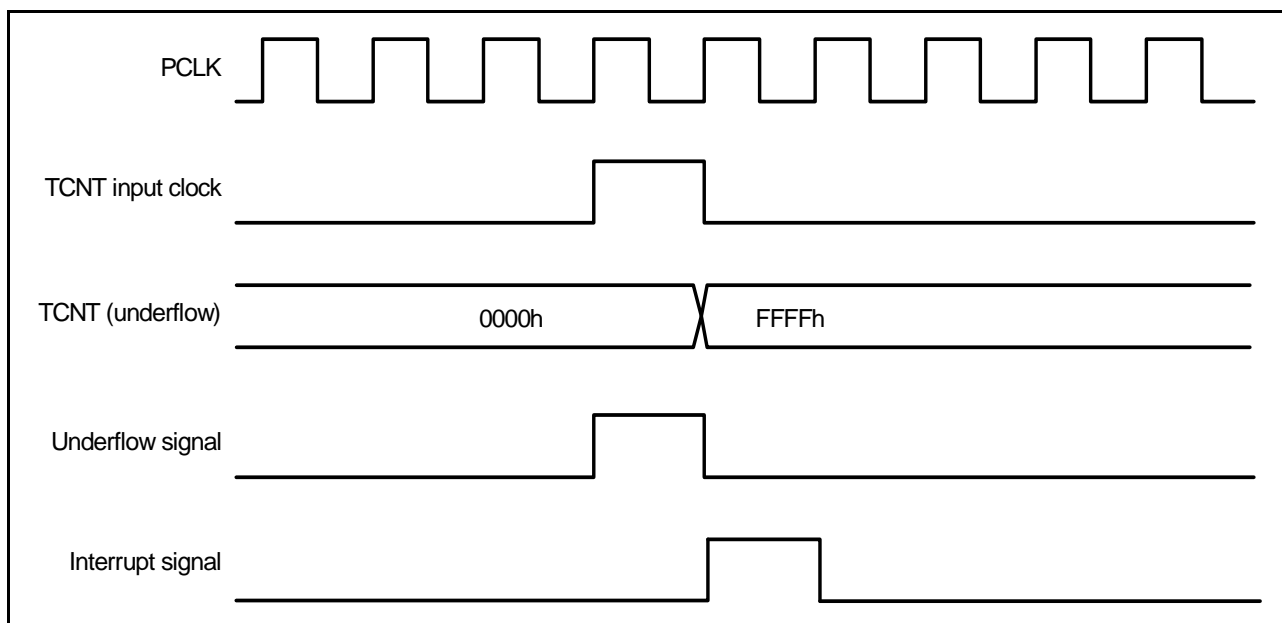 PCLK
TCNT input clock
TCNT (underflow)
0000h
FFFFh
Underflow signal
Interrupt signal